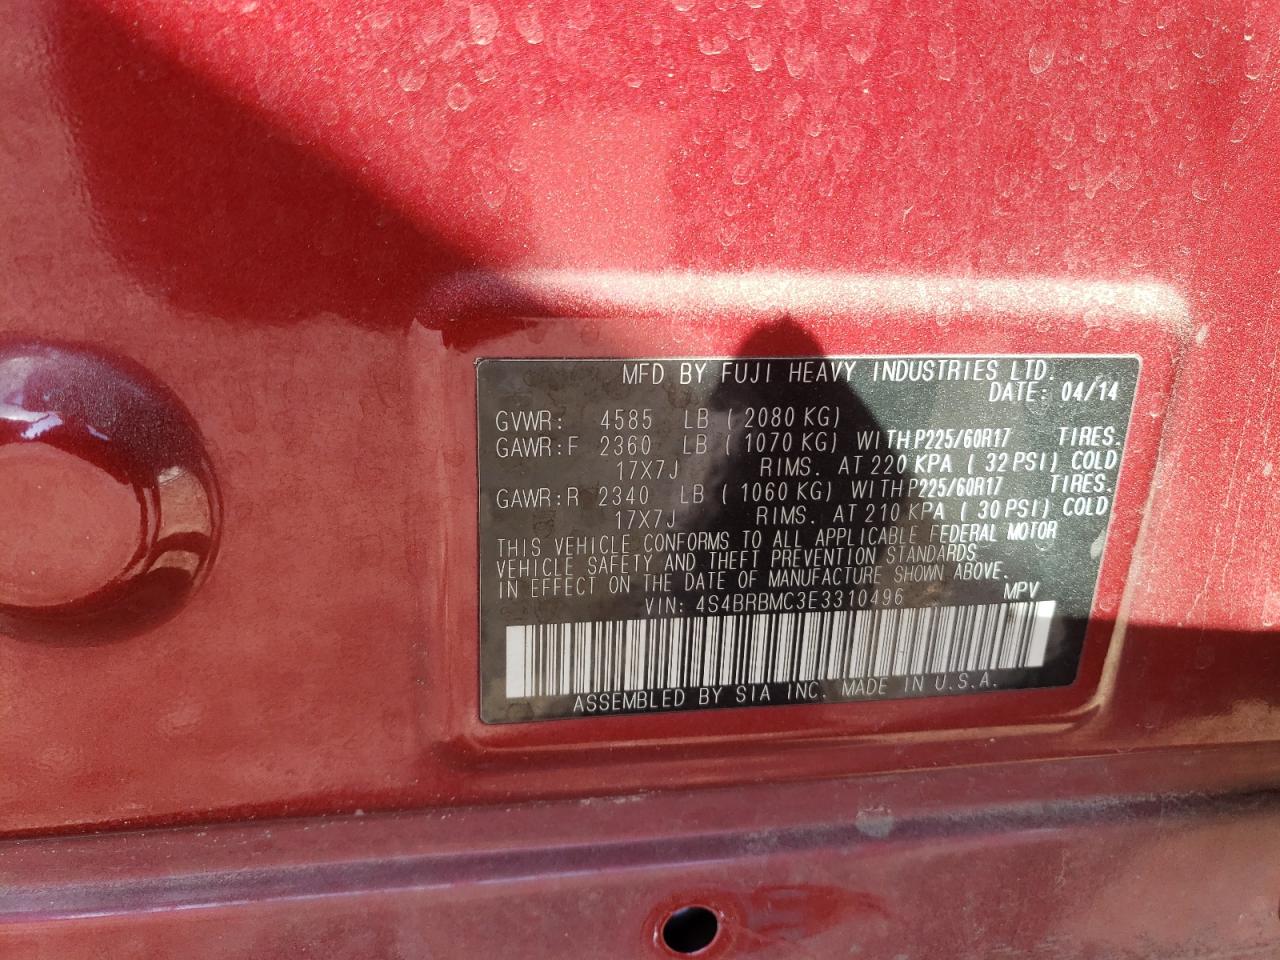 MFD BY FUJI HEAVY INDUSTRIES LTD.
DATE: 04/14
GVWR: 4585 LB ( 2080 KG)
GAWR:F 2360 LB ( 1070 KG) WITH P225/60R17 TIRES.
17X7J RIMS. AT 220 KPA ( 32 PSI) COLD
GAWR:R 2340 LB ( 1060 KG) WITH P225/60R17 TIRES.
17X7J RIMS. AT 210 KPA ( 30 PSI) COLD
THIS VEHICLE CONFORMS TO ALL APPLICABLE FEDERAL MOTOR
VEHICLE SAFETY AND THEFT PREVENTION STANDARDS
IN EFFECT ON THE DATE OF MANUFACTURE SHOWN ABOVE.
VIN: 4S4BRBMC3E3310496 MPV
ASSEMBLED BY SIA INC. MADE IN U.S.A.